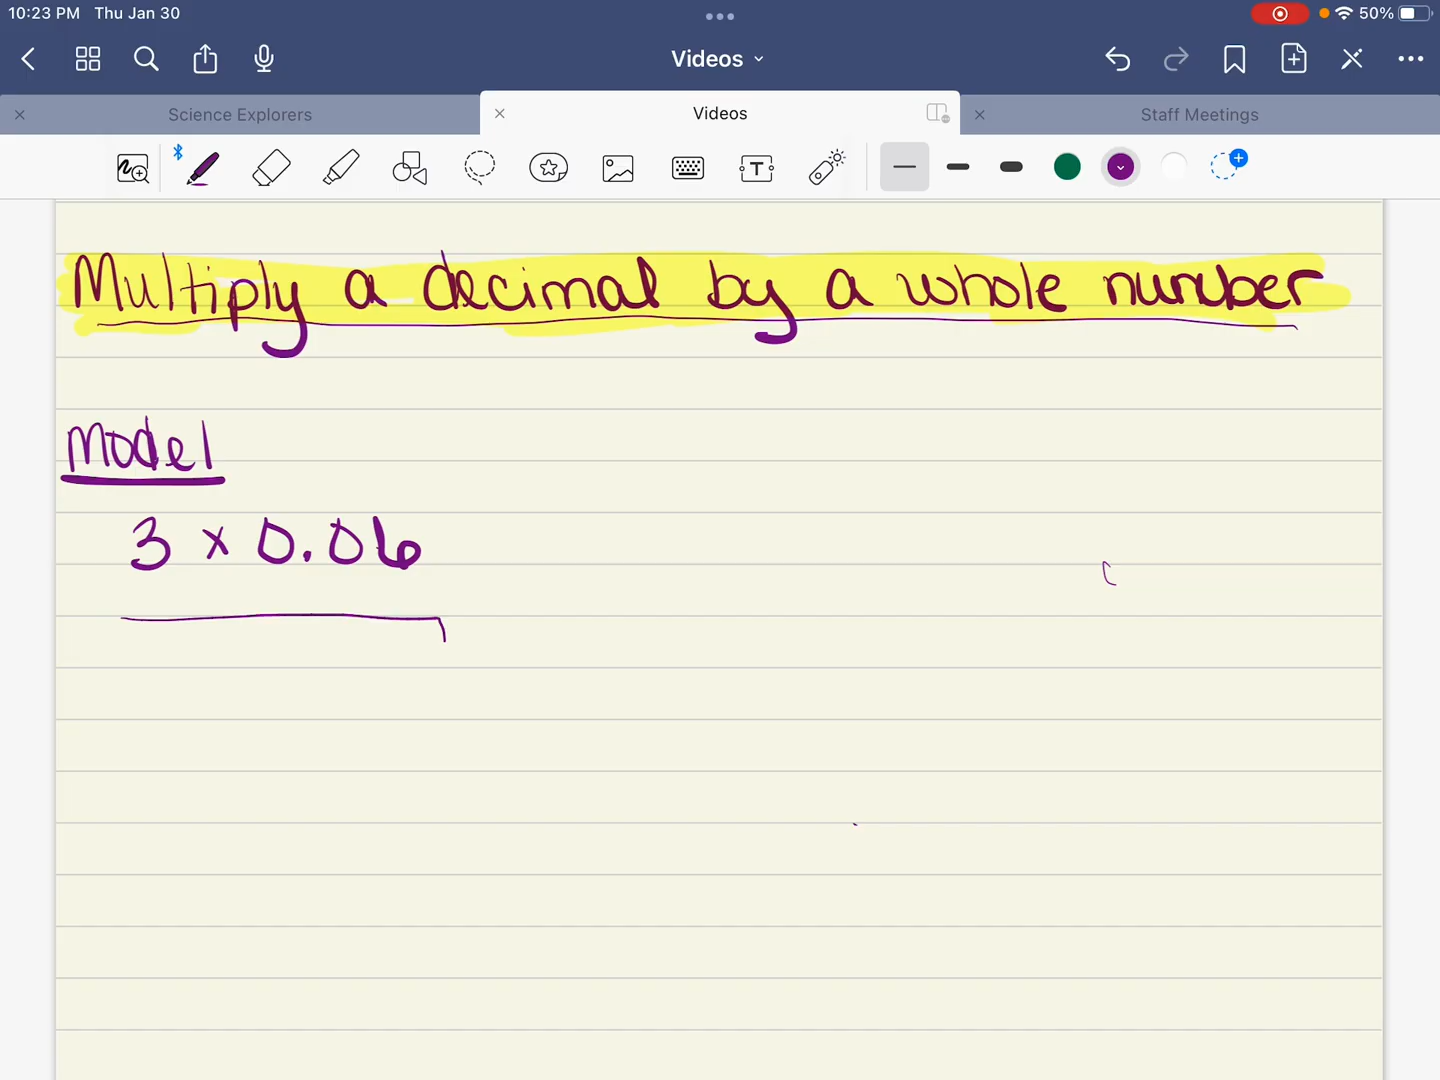 10:23 PM Thu Jan 30
50%
Videos
Science Explorers
Videos
Staff Meetings
T
Multiply a decimal by a whole number
Model
3 x 0.06